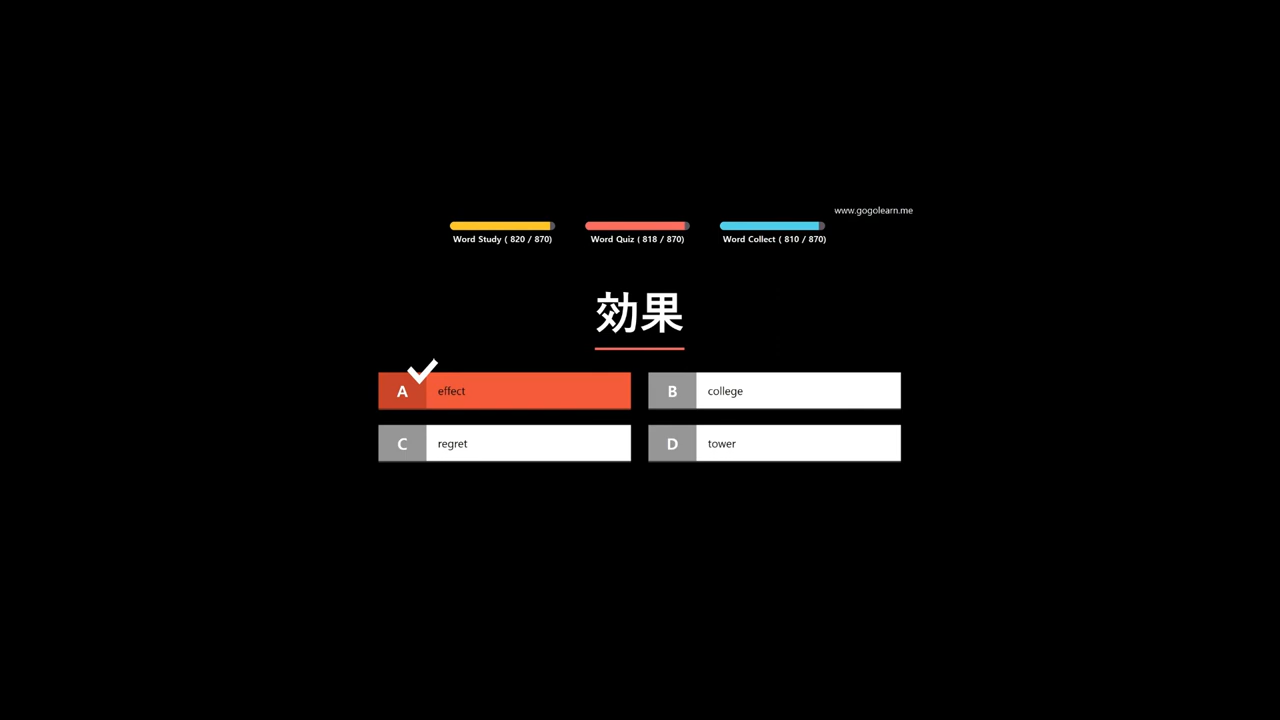 www.gogolearn.me
Word Study ( 820 / 870)
Word Quiz ( 818 / 870)
Word Collect ( 810 / 870)
効果
A effect
B college
C regret
D tower